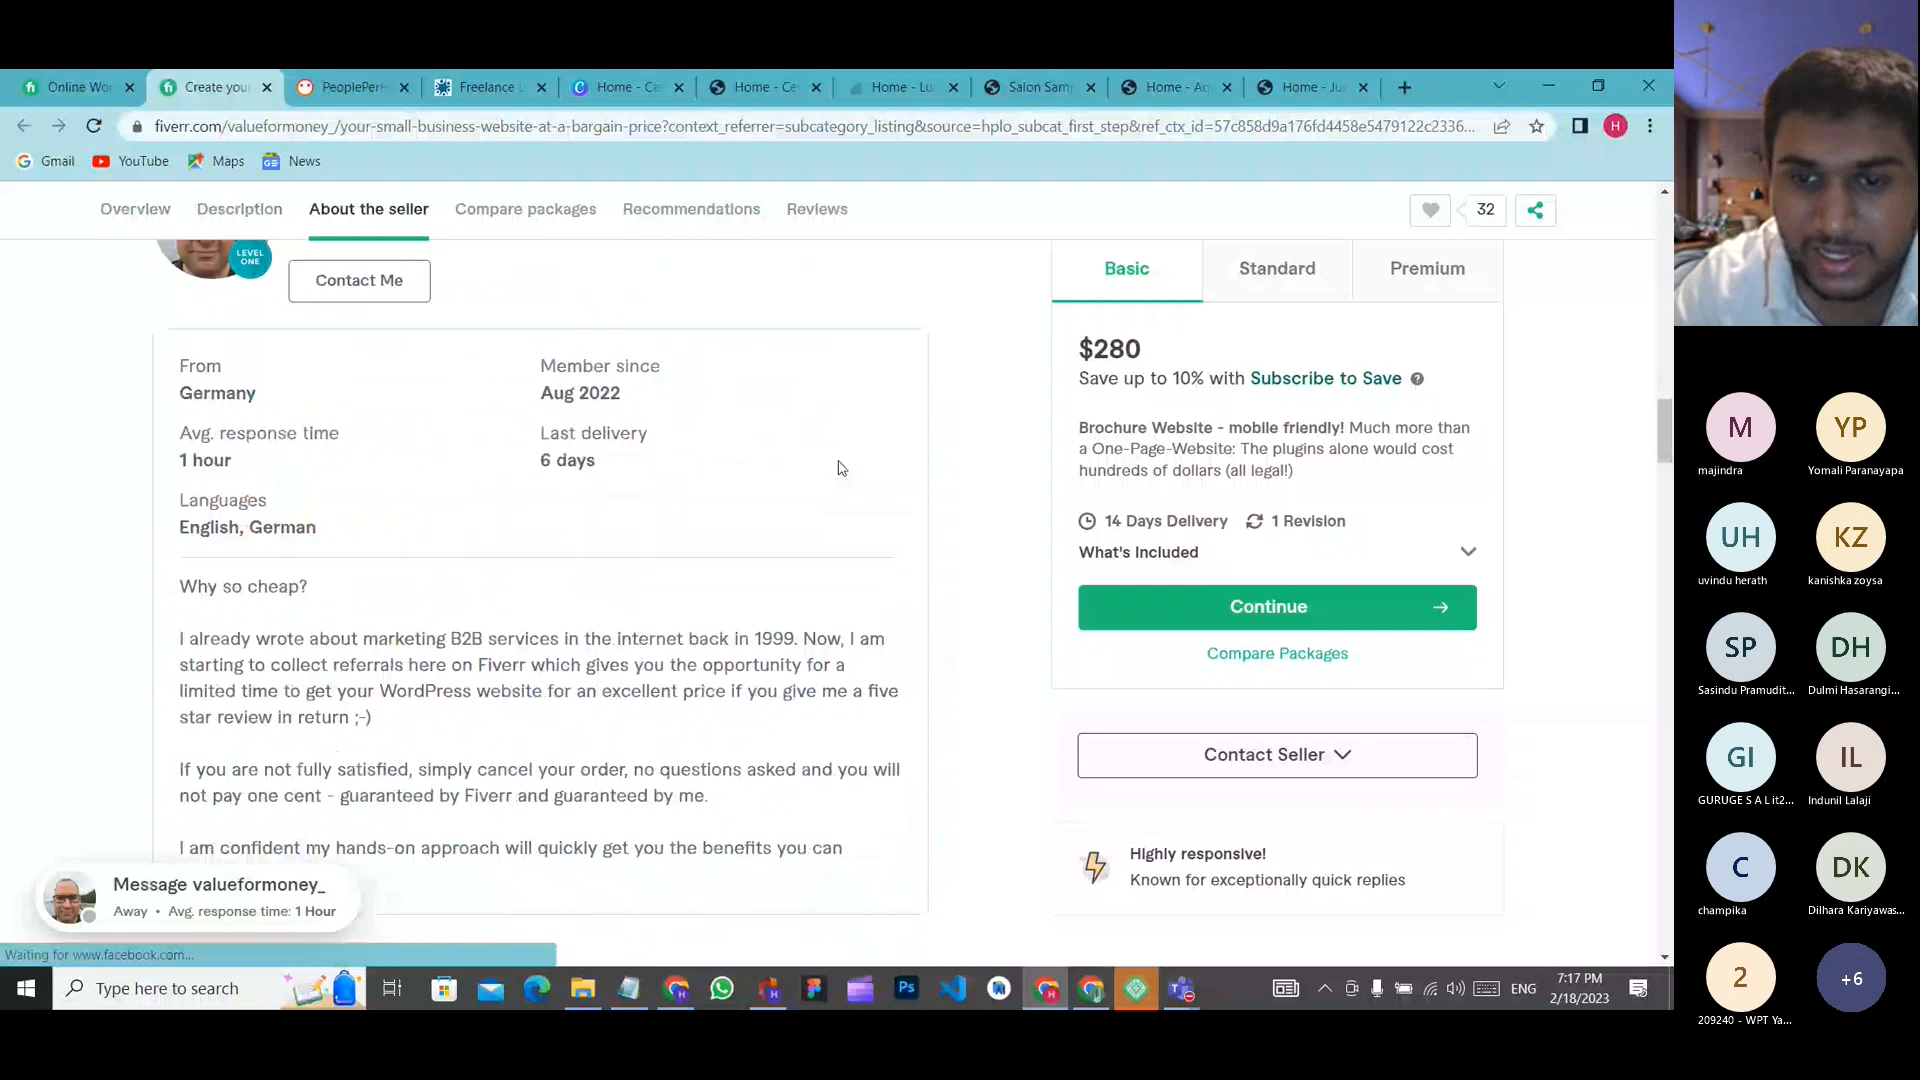 Online Wo
Create you
PeoplePerH
Freelance L
Home - Ca
Home - Ce
Home - Lu
Salon Sam
Home - Ac
Home - Ju
fiverr.com/valueformoney_/your-small-business-website-at-a-bargain-price?context_referrer=subcategory_listing&source=hplo_subcat_first_step&ref_ctx_id=57c858d9a176fd4458e5479122c2336...
H
Gmail
YouTube
Maps
News
Overview
Description
About the seller
Compare packages
Recommendations
Reviews
32
LEVEL
ONE
Contact Me
From
Germany
Member since
Aug 2022
Avg. response time
1 hour
Last delivery
6 days
Languages
English, German
Why so cheap?
I already wrote about marketing B2B services in the internet back in 1999. Now, I am
starting to collect referrals here on Fiverr which gives you the opportunity for a
limited time to get your WordPress website for an excellent price if you give me a five
star review in return ;-)
If you are not fully satisfied, simply cancel your order, no questions asked and you will
not pay one cent - guaranteed by Fiverr and guaranteed by me.
I am confident my hands-on approach will quickly get you the benefits you can
Message valueformoney_
Away • Avg. response time: 1 Hour
Waiting for www.facebook.com...
Basic
Standard
Premium
$280
Save up to 10% with Subscribe to Save
Brochure Website - mobile friendly! Much more than
a One-Page-Website: The plugins alone would cost
hundreds of dollars (all legal!)
14 Days Delivery
1 Revision
What's Included
Continue
Compare Packages
Contact Seller
Highly responsive!
Known for exceptionally quick replies
Type here to search
ENG
7:17 PM
2/18/2023
M
majindra
YP
Yomali Paranayapa
UH
uvindu herath
KZ
kanishka zoysa
SP
Sasindu Pramudit...
DH
Dulmi Hasarangi...
GI
GURUGE S A L it2...
IL
Indunil Lalaji
C
champika
DK
Dilhara Kariyawas...
2
209240 - WPT Ya...
+6